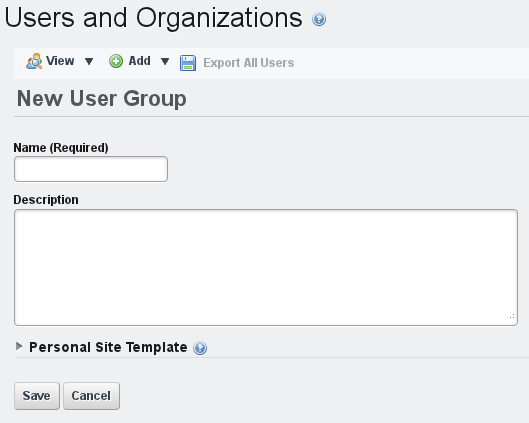 Users and Organizations
View Add Export All Users
New User Group
Name (Required)
Description
Personal Site Template
Save Cancel